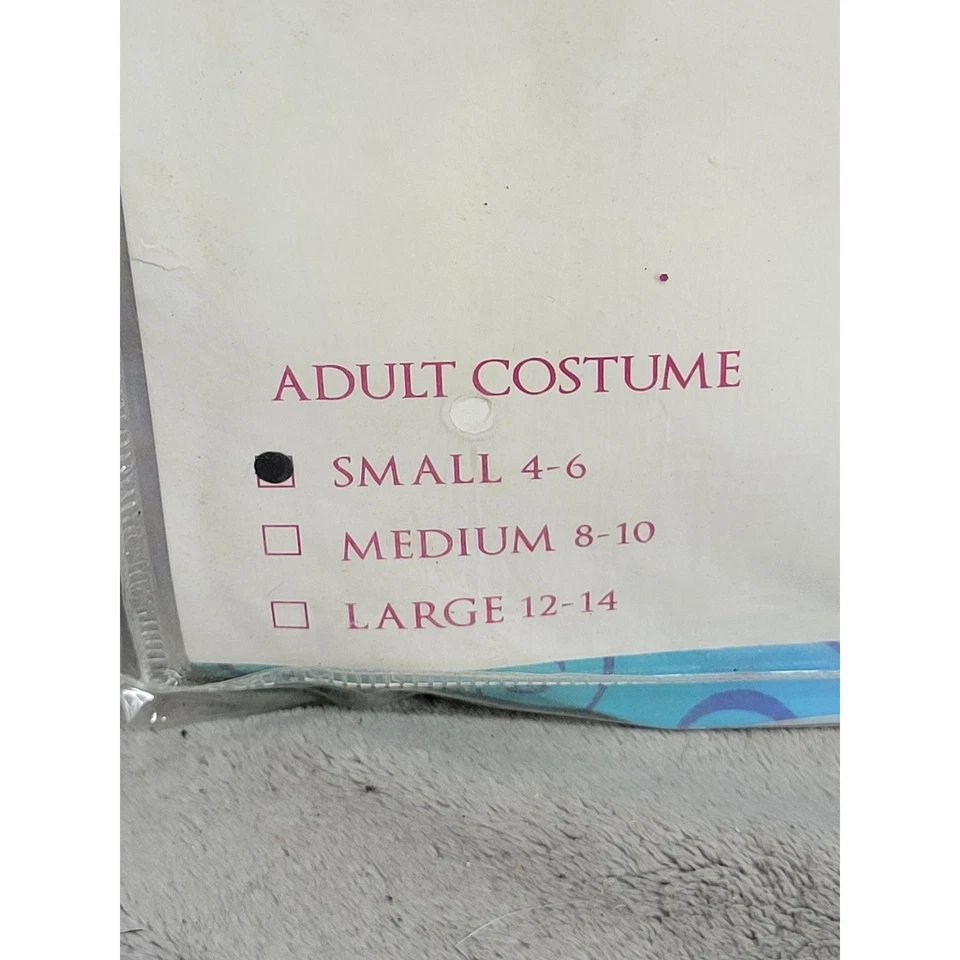 ADULT COSTUME
SMALL 4-6
MEDIUM 8-10
LARGE 12-14